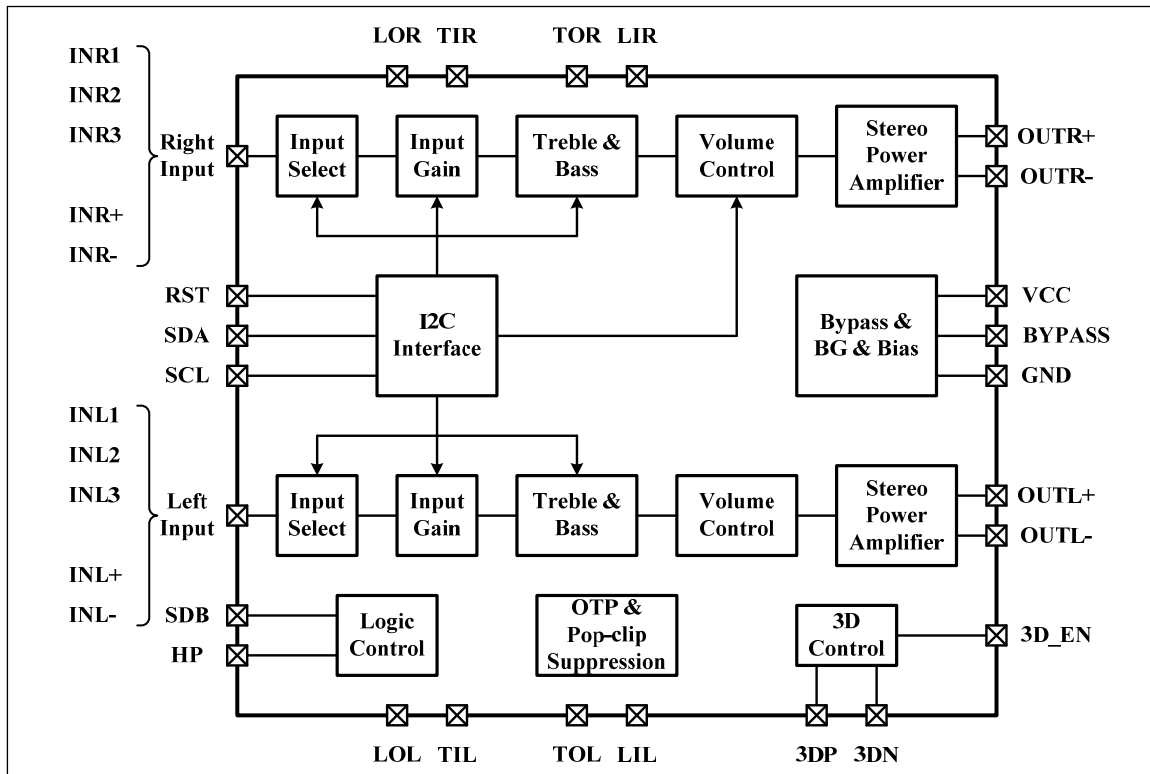 LOR TIR TOR LIR
INR1
INR2
INR3
INR+
INR-
Right
Input
Input
Select
Input
Gain
Treble &
Bass
Volume
Control
Stereo
Power
Amplifier
OUTR+
OUTR-
RST
SDA
SCL
I2C
Interface
Bypass &
BG & Bias
VCC
BYPASS
GND
INL1
INL2
INL3
INL+
INL-
Left
Input
Input
Select
Input
Gain
Treble &
Bass
Volume
Control
Stereo
Power
Amplifier
OUTL+
OUTL-
SDB
HP
Logic
Control
OTP &
Pop-clip
Suppression
3D
Control
3D_EN
LOL TIL TOL LIL 3DP 3DN